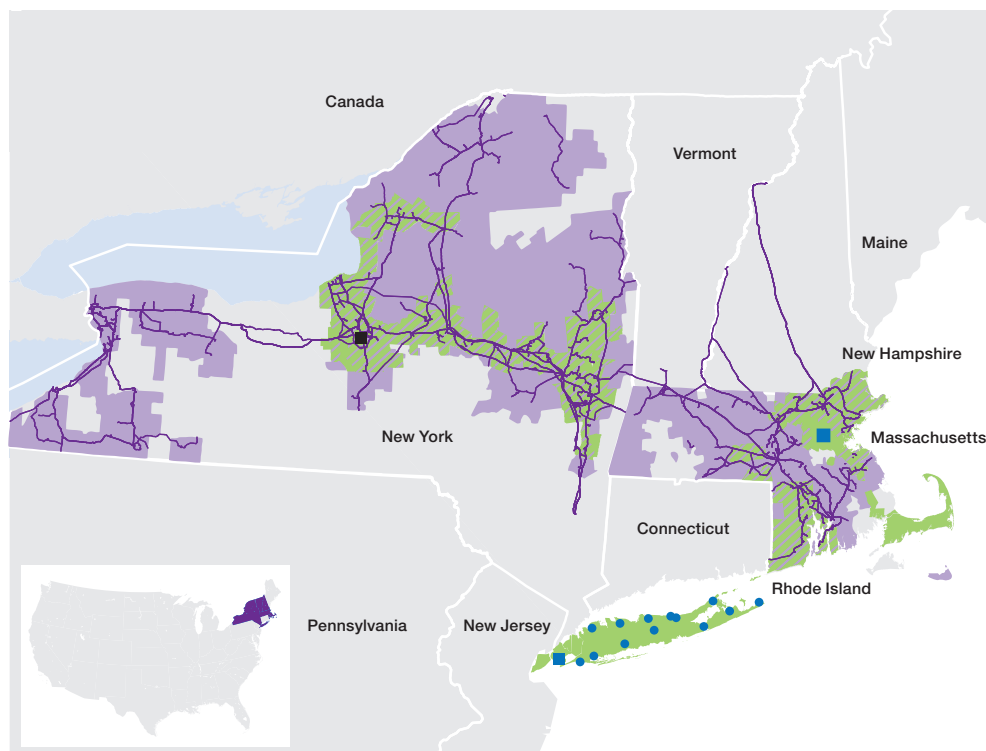 Canada
Vermont
Maine
New Hampshire
Massachusetts
New York
Connecticut
Rhode Island
Pennsylvania
New Jersey